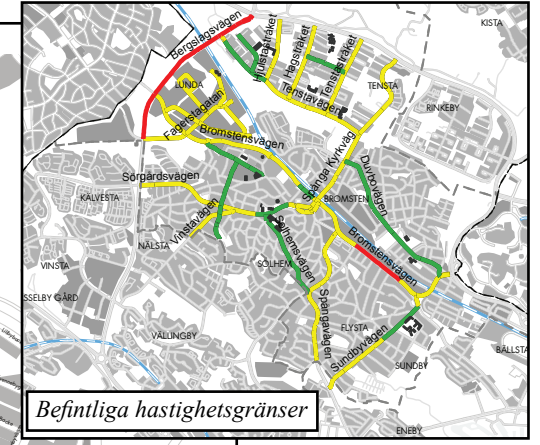 KISTA
Bergslagsvägen
Hjulstastråket
Hagstråket
Tenstastråket
LUNDA
TENSTA
Tenstavägen
RINKEBY
Fagerstagatan
Bromstensvägen
Spånga Kyrkväg
Duvbovägen
Sörgårdsvägen
KÄLVESTA
BROMSTEN
Vinstavägen
NÄLSTA
Solhemsvägen
Bromstensvägen
VINSTA
SOLHEM
SSELBY GÅRD
Spångavägen
FLYSTA
VÄLLINGBY
Sundbyvägen
BÄLLSTA
SUNDBY
Befintliga hastighetsgränser
ENEBY